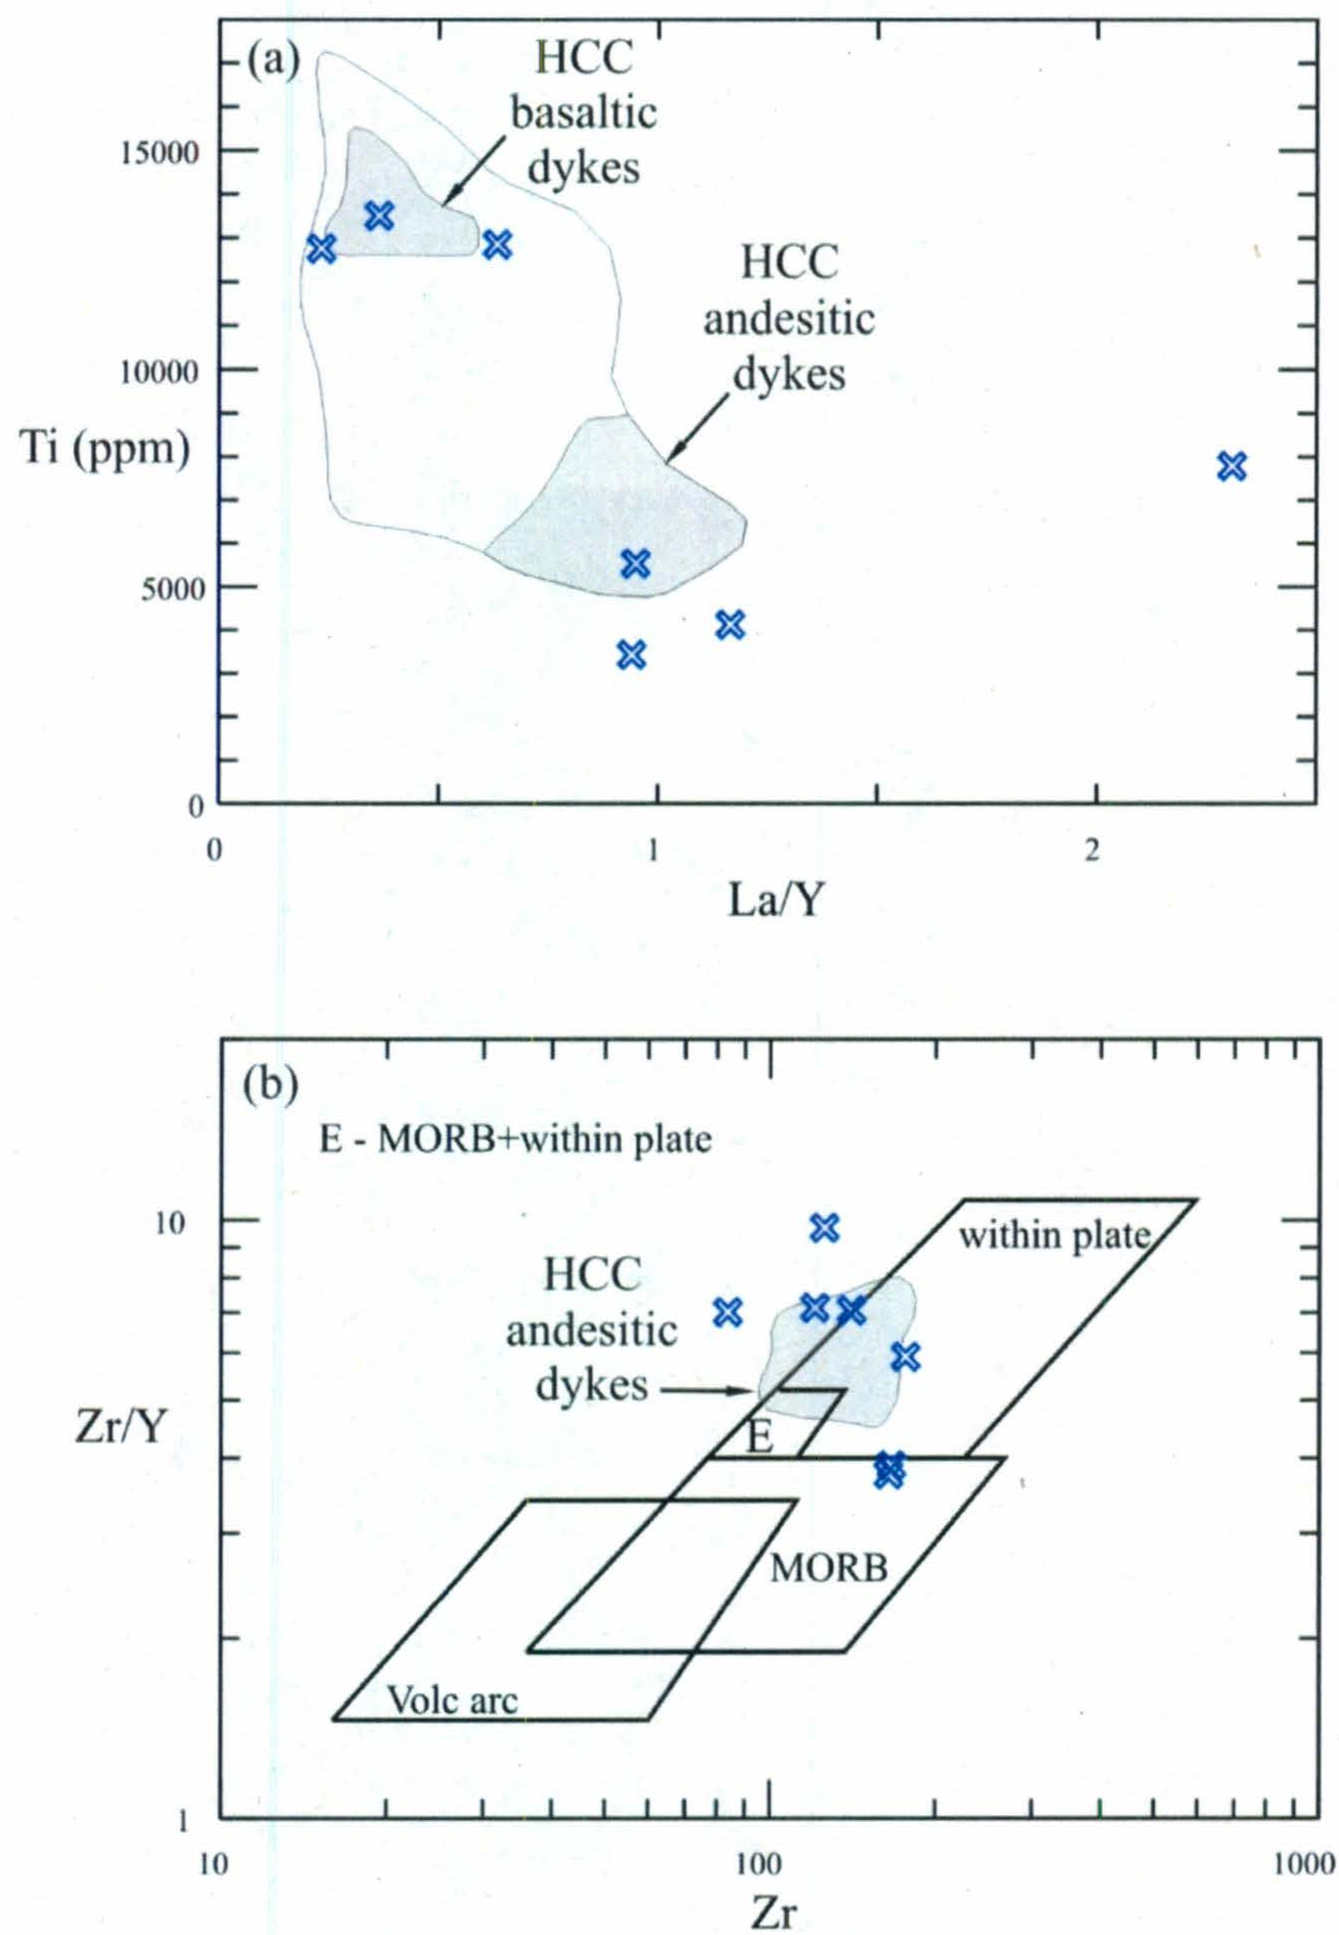 (a)
HCC
basaltic
dykes
15000
HCC
andesitic
dykes
10000
Ti (ppm)
5000
0
0
1
2
La/Y
(b)
E - MORB+within plate
10
within plate
HCC
andesitic
dykes
Zr/Y
E
MORB
Volc arc
1
10
100
1000
Zr